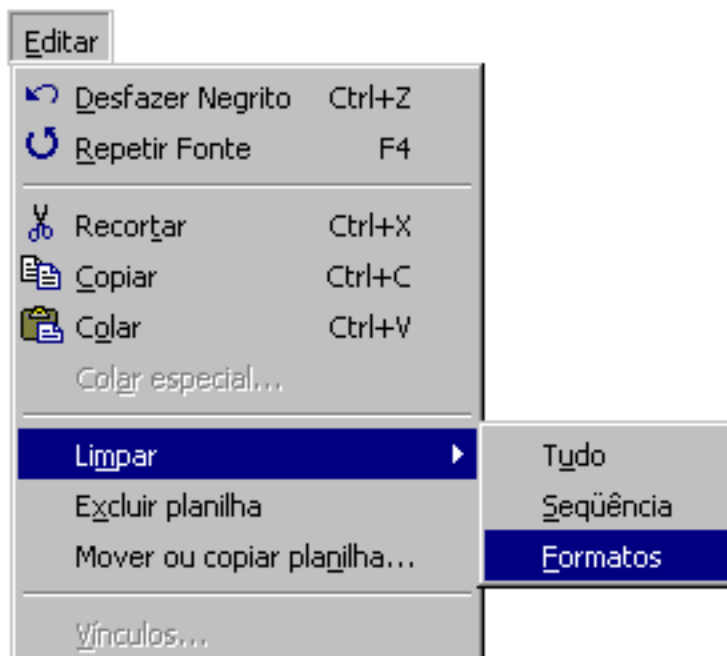 Editar
Desfazer Negrito Ctrl+Z
Repetir Fonte F4
Recortar Ctrl+X
Copiar Ctrl+C
Colar Ctrl+V
Colar especial...
Limpar Tudo
Excluir planilha Seqüência
Mover ou copiar planilha... Formatos
Vínculos...